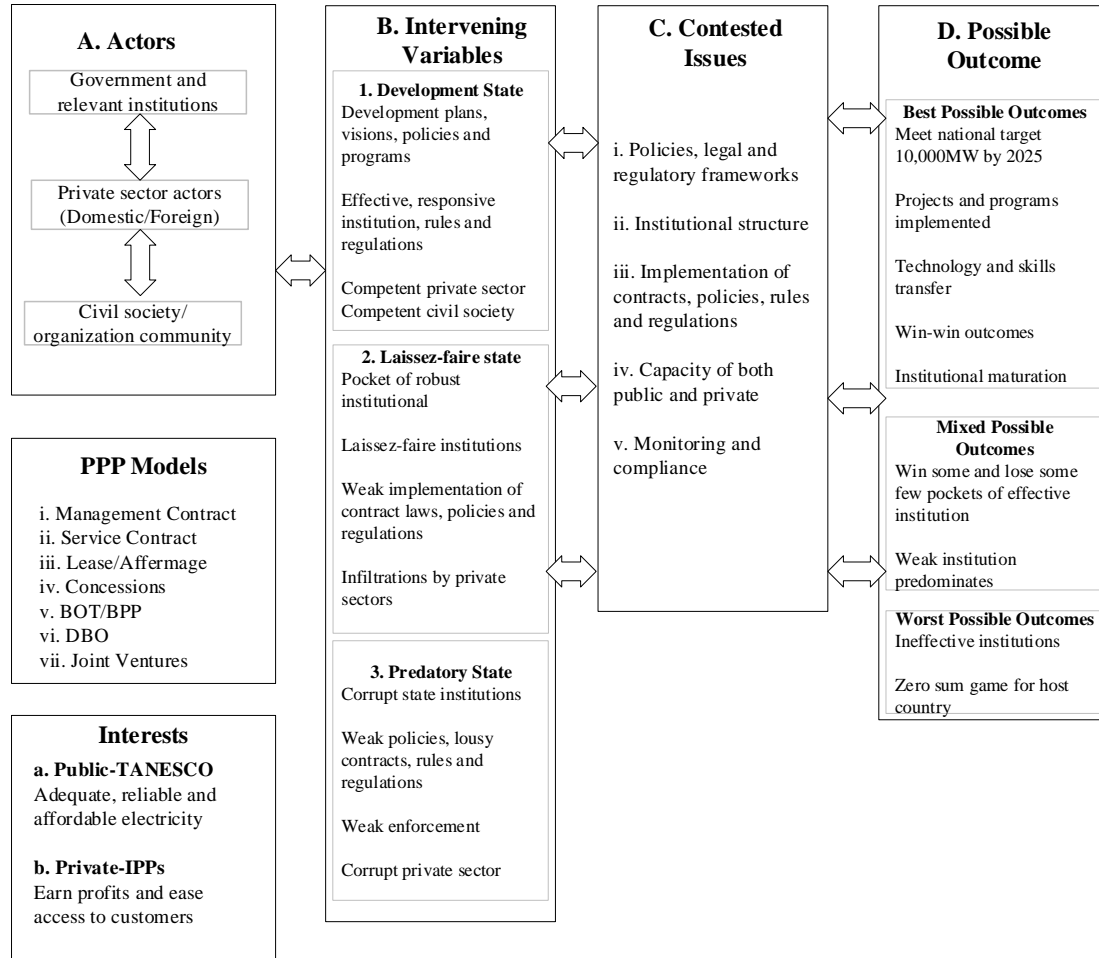 A. Actors
Government and
relevant institutions
Private sector actors
(Domestic/Foreign)
Civil society/
organization community
PPP Models
i. Management Contract
ii. Service Contract
iii. Lease/Affermage
iv. Concessions
v. BOT/BPP
vi. DBO
vii. Joint Ventures
Interests
a. Public-TANESCO
Adequate, reliable and
affordable electricity
b. Private-IPPs
Earn profits and ease
access to customers
B. Intervening
Variables
1. Development State
Development plans,
visions, policies and
programs
Effective, responsive
institution, rules and
regulations
Competent private sector
Competent civil society
2. Laissez-faire state
Pocket of robust
institutional
Laissez-faire institutions
Weak implementation of
contract laws, policies and
regulations
Infiltrations by private
sectors
3. Predatory State
Corrupt state institutions
Weak policies, lousy
contracts, rules and
regulations
Weak enforcement
Corrupt private sector
C. Contested
Issues
i. Policies, legal and
regulatory frameworks
ii. Institutional structure
iii. Implementation of
contracts, policies, rules
and regulations
iv. Capacity of both
public and private
v. Monitoring and
compliance
D. Possible
Outcome
Best Possible Outcomes
Meet national target
10,000MW by 2025
Projects and programs
implemented
Technology and skills
transfer
Win-win outcomes
Institutional maturation
Mixed Possible
Outcomes
Win some and lose some
few pockets of effective
institution
Weak institution
predominates
Worst Possible Outcomes
Ineffective institutions
Zero sum game for host
country